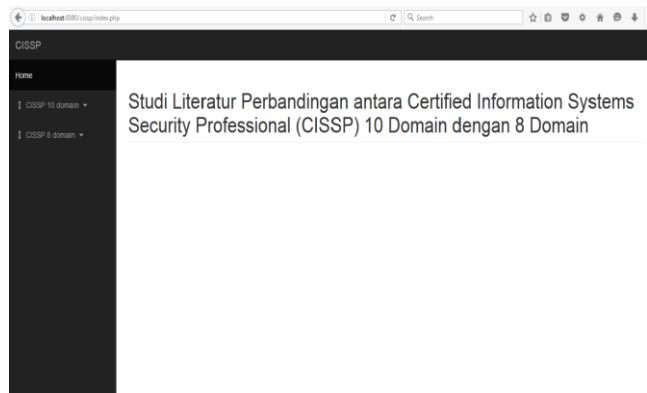 localhost:8080/cissp/index.php
Search
CISSP
Home
CISSP 10 domain
CISSP 8 domain
Studi Literatur Perbandingan antara Certified Information Systems
Security Professional (CISSP) 10 Domain dengan 8 Domain